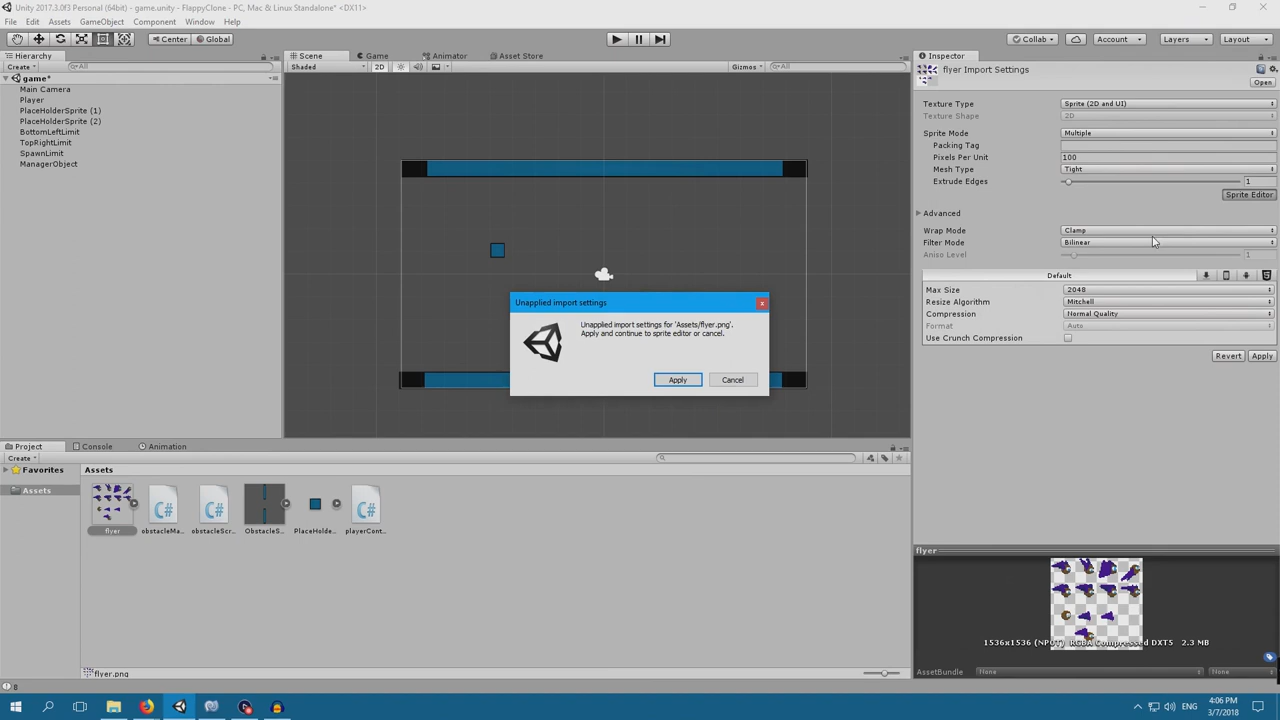 Unity 2017.3.0f3 Personal (64bit) - game.unity - FlappyClone - PC, Mac & Linux Standalone* <DX11>
File Edit Assets GameObject Component Window Help
Center Global Collab Account Layers Layout
Hierarchy Scene Game Animator Asset Store Inspector
Create All Shaded 2D Gizmos All
flyer Import Settings
Open
game*
Main Camera
Player
PlaceHolderSprite (1)
PlaceHolderSprite (2)
BottomLeftLimit
TopRightLimit
SpawnLimit
ManagerObject
Texture Type Sprite (2D and UI)
Texture Shape 2D
Sprite Mode Multiple
Packing Tag
Pixels Per Unit 100
Mesh Type Tight
Extrude Edges 1
Sprite Editor
Advanced
Wrap Mode Clamp
Filter Mode Bilinear
Aniso Level 1
Default
Max Size 2048
Resize Algorithm Mitchell
Compression Normal Quality
Format Auto
Use Crunch Compression
Revert Apply
Unapplied import settings
Unapplied import settings for 'Assets/flyer.png'.
Apply and continue to sprite editor or cancel.
Apply Cancel
Project Console Animation
Create
Favorites Assets
Assets
flyer obstacleMa... obstacleScr... ObstacleS... PlaceHolde... playerCont...
flyer
1536x1536 (NPOT) RGBA Compressed DXT5 2.3 MB
AssetBundle None None
flyer.png
8
ENG
4:06 PM
3/7/2018